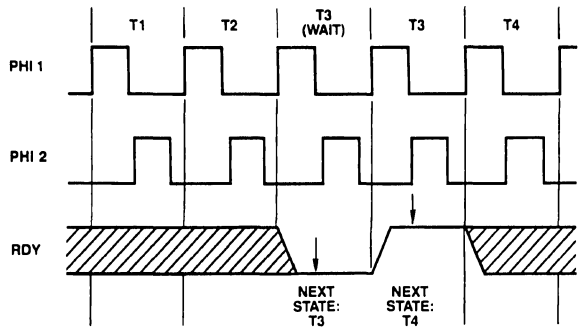 T1
T2
T3
(WAIT)
T3
T4
PHI 1
PHI 2
RDY
NEXT
STATE:
T3
NEXT
STATE:
T4